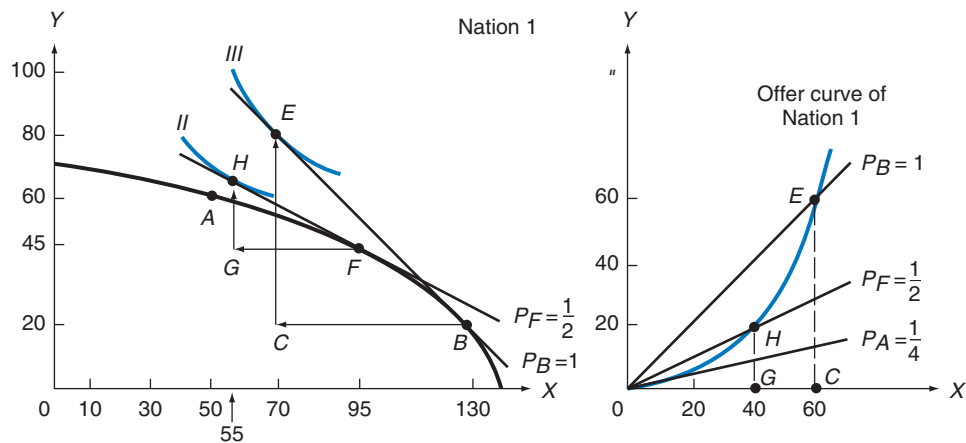 Y
Nation 1
100
80
60
45
20
0 10 30 50 70 95 130
55
X
III
II
E
H
A
G
F
C
B
P_F = 1/2
P_B = 1
Y
"
Offer curve of
Nation 1
P_B = 1
E
60
40
P_F = 1/2
20
H
P_A = 1/4
G
C
0 20 40 60
X